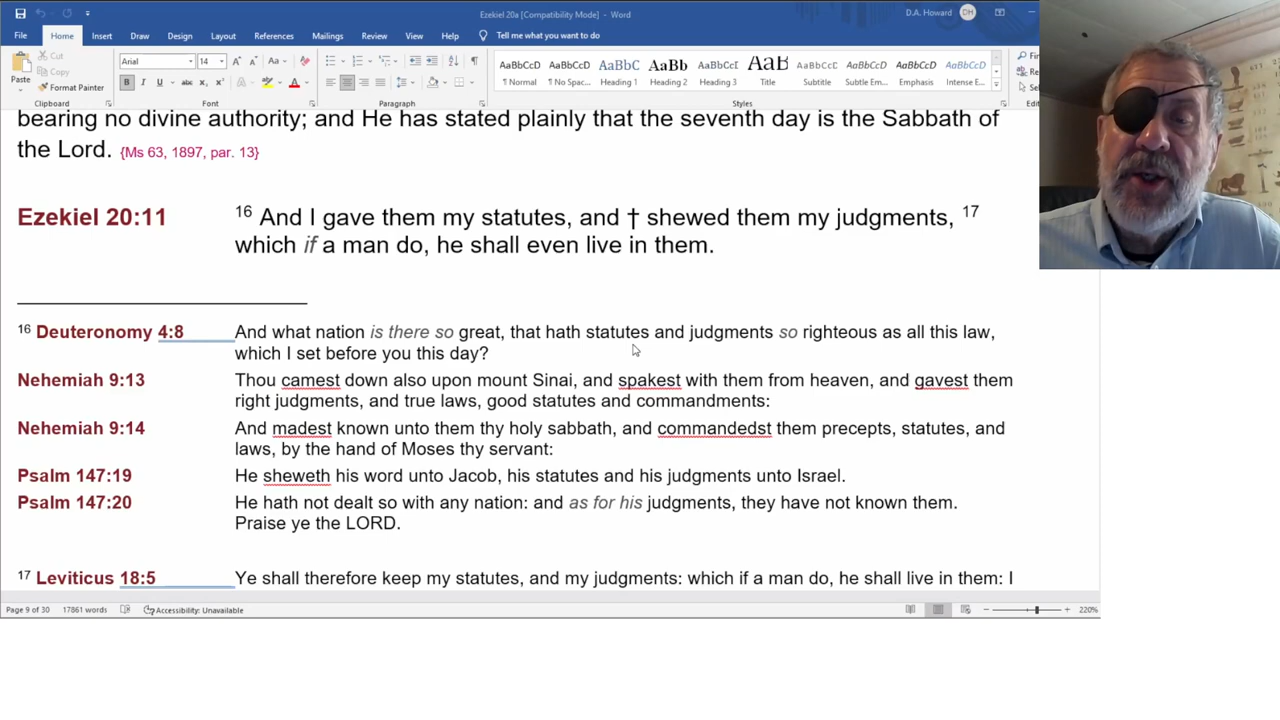 Ezekiel 20a [Compatibility Mode] - Word
D.A. Howard DH
File Home Insert Draw Design Layout References Mailings Review View Help Tell me what you want to do
Paste Cut Copy Format Painter
Arial 14
B I U abc x₂ x²
AaBbCcDd AaBbCcDd AaBbC AaBbCc AaBbCcI AaB AaBbCcD AaBbCcDd AaBbCcDd AaBbCcDd
¶ Normal ¶ No Spac... Heading 1 Heading 2 Heading 3 Title Subtitle Subtle Em... Emphasis Intense E...
Clipboard Font Paragraph Styles
bearing no divine authority; and He has stated plainly that the seventh day is the Sabbath of
the Lord. {Ms 63, 1897, par. 13}
Ezekiel 20:11 16 And I gave them my statutes, and † shewed them my judgments, 17
which if a man do, he shall even live in them.
16 Deuteronomy 4:8 And what nation is there so great, that hath statutes and judgments so righteous as all this law,
which I set before you this day?
Nehemiah 9:13 Thou camest down also upon mount Sinai, and spakest with them from heaven, and gavest them
right judgments, and true laws, good statutes and commandments:
Nehemiah 9:14 And madest known unto them thy holy sabbath, and commandedst them precepts, statutes, and
laws, by the hand of Moses thy servant:
Psalm 147:19 He sheweth his word unto Jacob, his statutes and his judgments unto Israel.
Psalm 147:20 He hath not dealt so with any nation: and as for his judgments, they have not known them.
Praise ye the LORD.
17 Leviticus 18:5 Ye shall therefore keep my statutes, and my judgments: which if a man do, he shall live in them: I
Page 9 of 30 17861 words Accessibility: Unavailable 220%